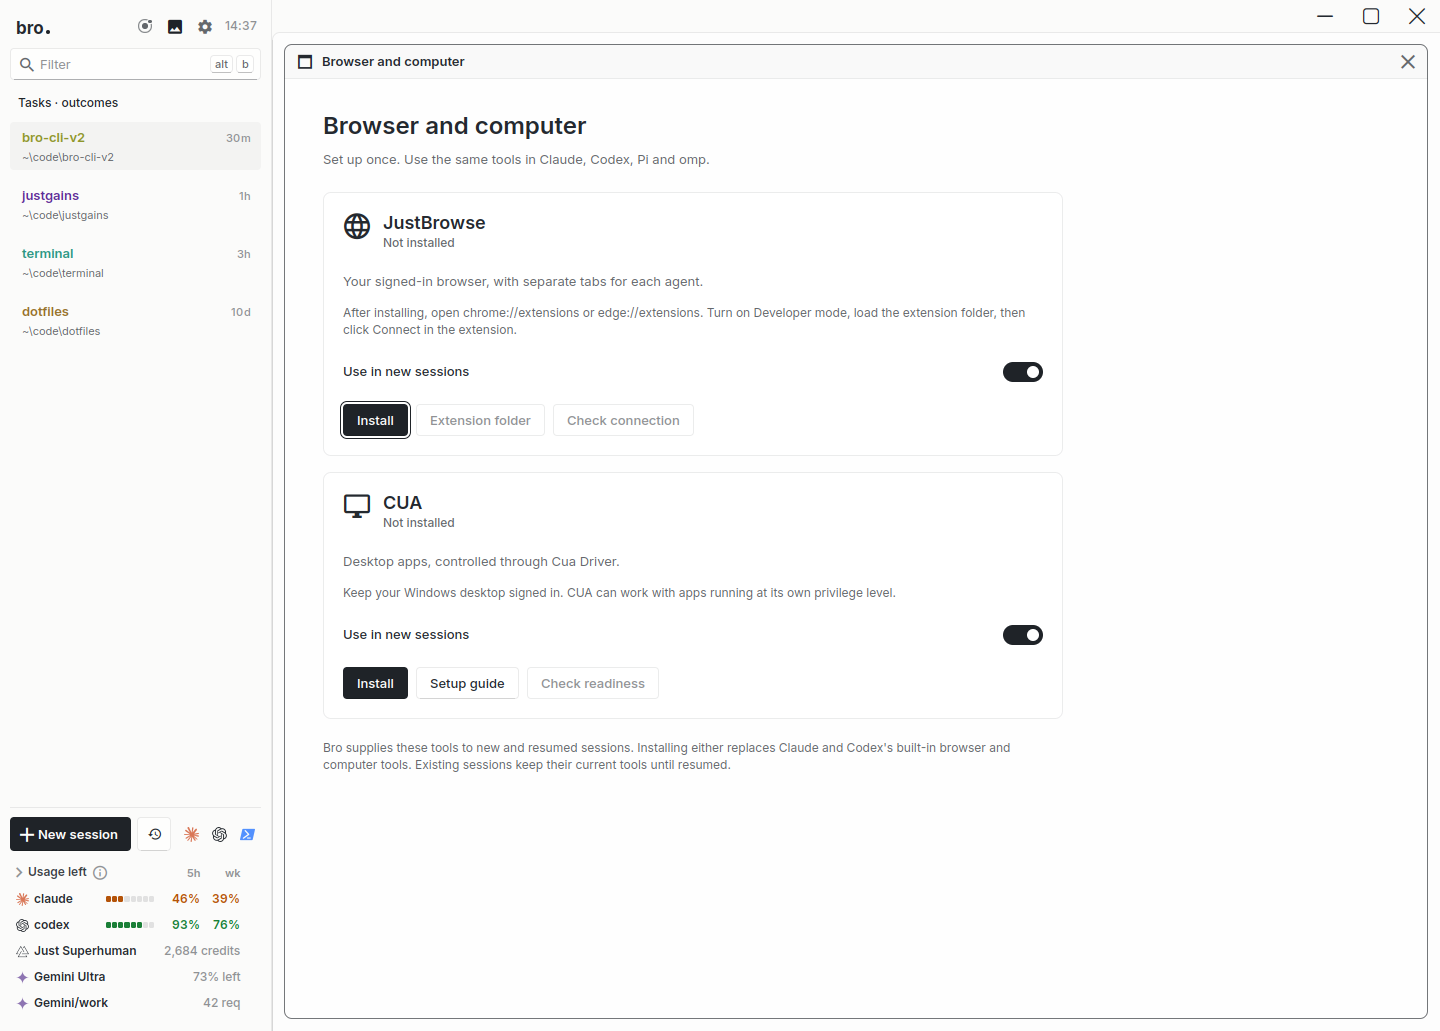 bro.
14:37
Filter
alt
b
Tasks · outcomes
bro-cli-v2
30m
~\code\bro-cli-v2
justgains
1h
~\code\justgains
terminal
3h
~\code\terminal
dotfiles
10d
~\code\dotfiles
New session
Usage left
5h
wk
claude
46%
39%
codex
93%
76%
Just Superhuman
2,684 credits
Gemini Ultra
73% left
Gemini/work
42 req
Browser and computer
Browser and computer
Set up once. Use the same tools in Claude, Codex, Pi and omp.
JustBrowse
Not installed
Your signed-in browser, with separate tabs for each agent.
After installing, open chrome://extensions or edge://extensions. Turn on Developer mode, load the extension folder, then
click Connect in the extension.
Use in new sessions
Install
Extension folder
Check connection
CUA
Not installed
Desktop apps, controlled through Cua Driver.
Keep your Windows desktop signed in. CUA can work with apps running at its own privilege level.
Use in new sessions
Install
Setup guide
Check readiness
Bro supplies these tools to new and resumed sessions. Installing either replaces Claude and Codex's built-in browser and
computer tools. Existing sessions keep their current tools until resumed.